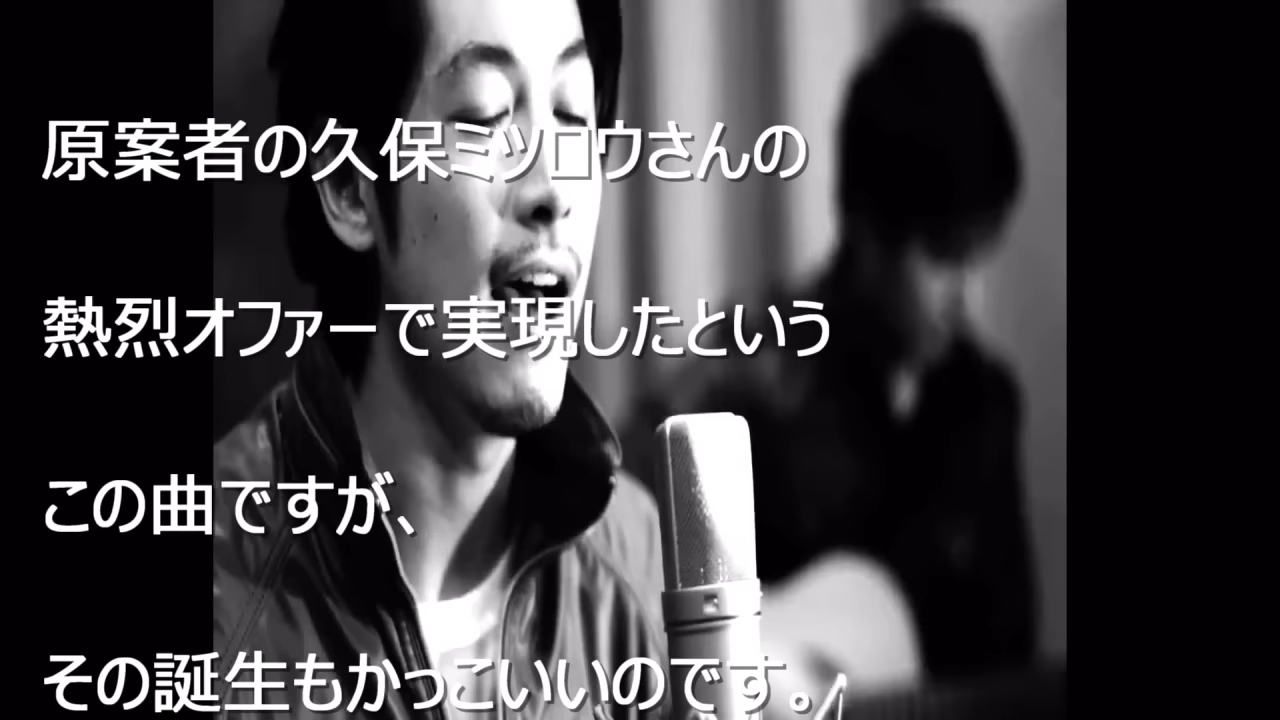 原案者の久保ミツロウさんの
熱烈オファーで実現したという
この曲ですが、
その誕生もかっこいいのです。